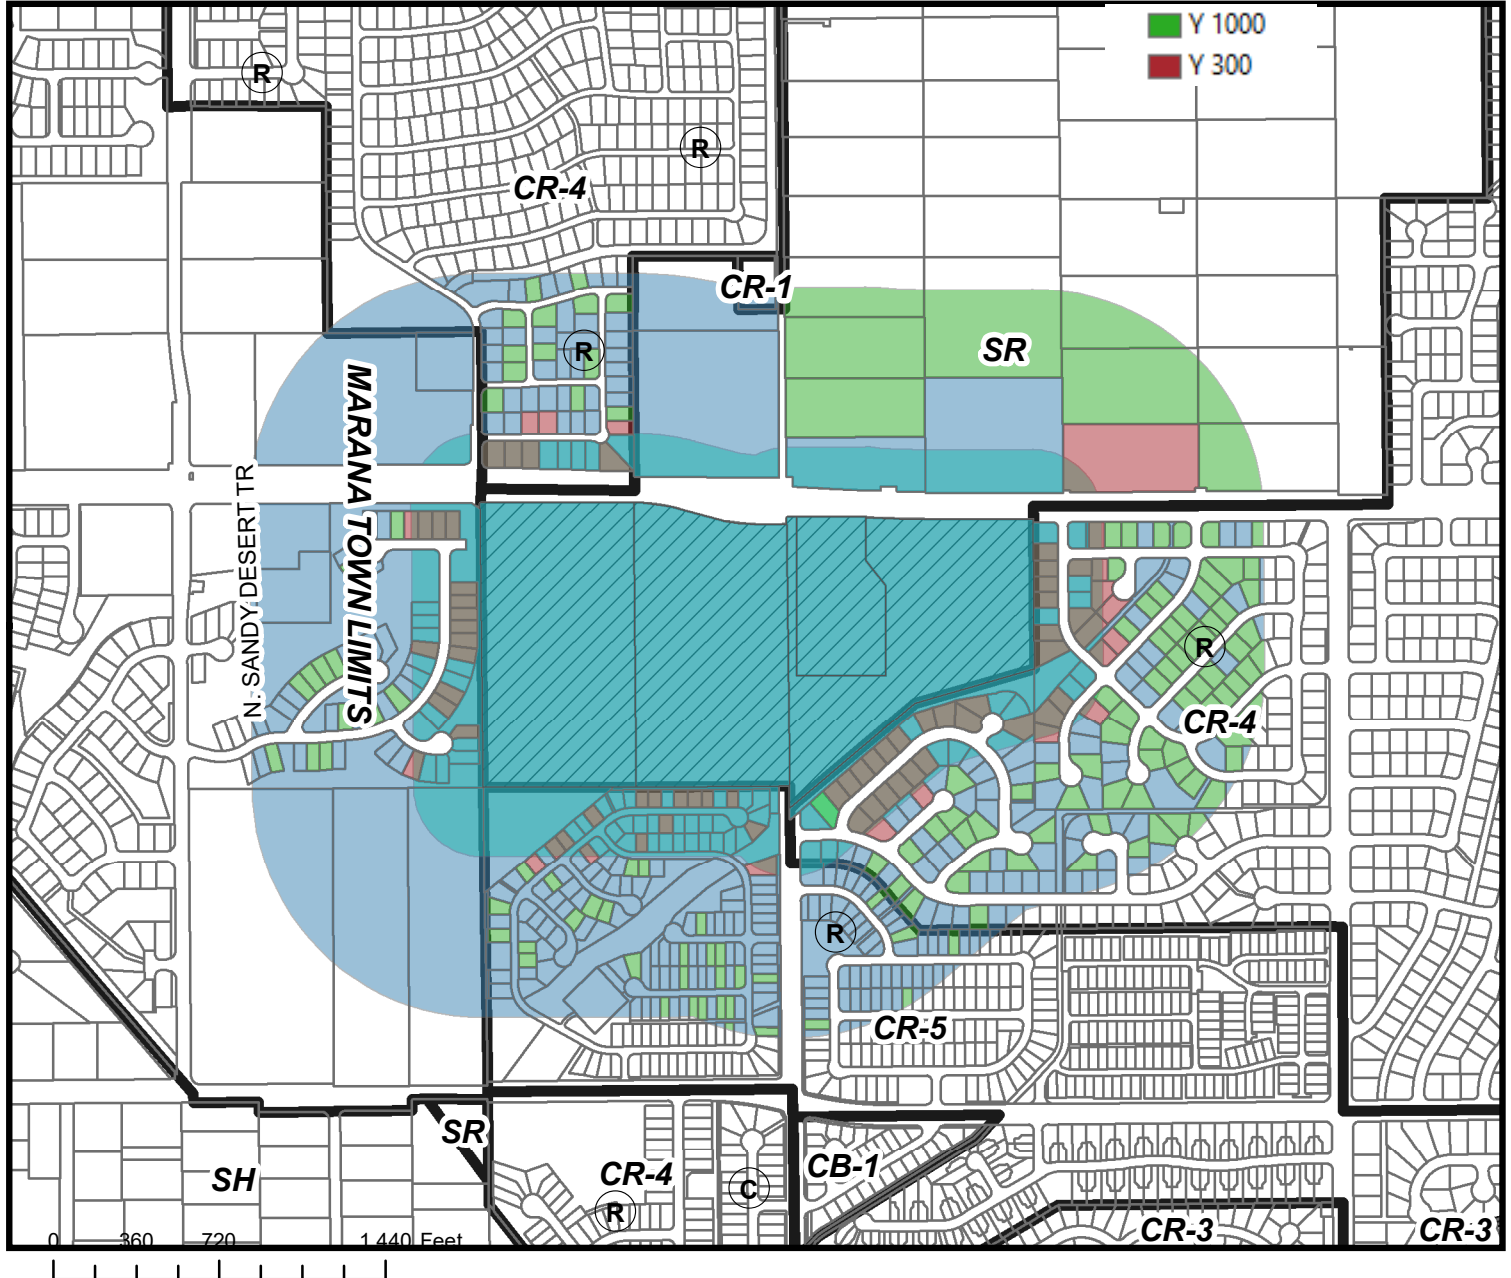 Y 1000
Y 300
R
R
CR-4
CR-1
R
SR
MARANA TOWN LIMITS
N. SANDY DESERT TR
R
CR-4
R
CR-5
SR
SH
CR-4
CB-1
C
R
CR-3
CR-3
0 360 720 1,440 Feet